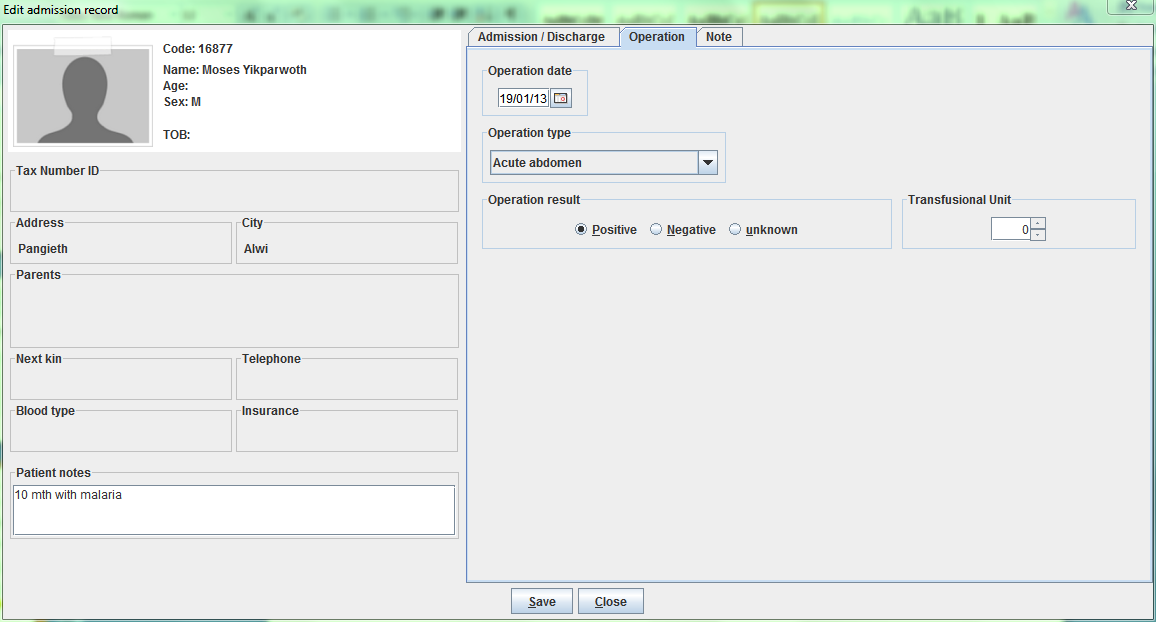 Edit admission record
Code: 16877
Name: Moses Yikparwoth
Age:
Sex: M
TOB:
Tax Number ID
Address
City
Pangieth
Alwi
Parents
Next kin
Telephone
Blood type
Insurance
Patient notes
10 mth with malaria
Admission / Discharge
Operation
Note
Operation date
19/01/13
Operation type
Acute abdomen
Operation result
Positive
Negative
unknown
Transfusional Unit
0
Save
Close